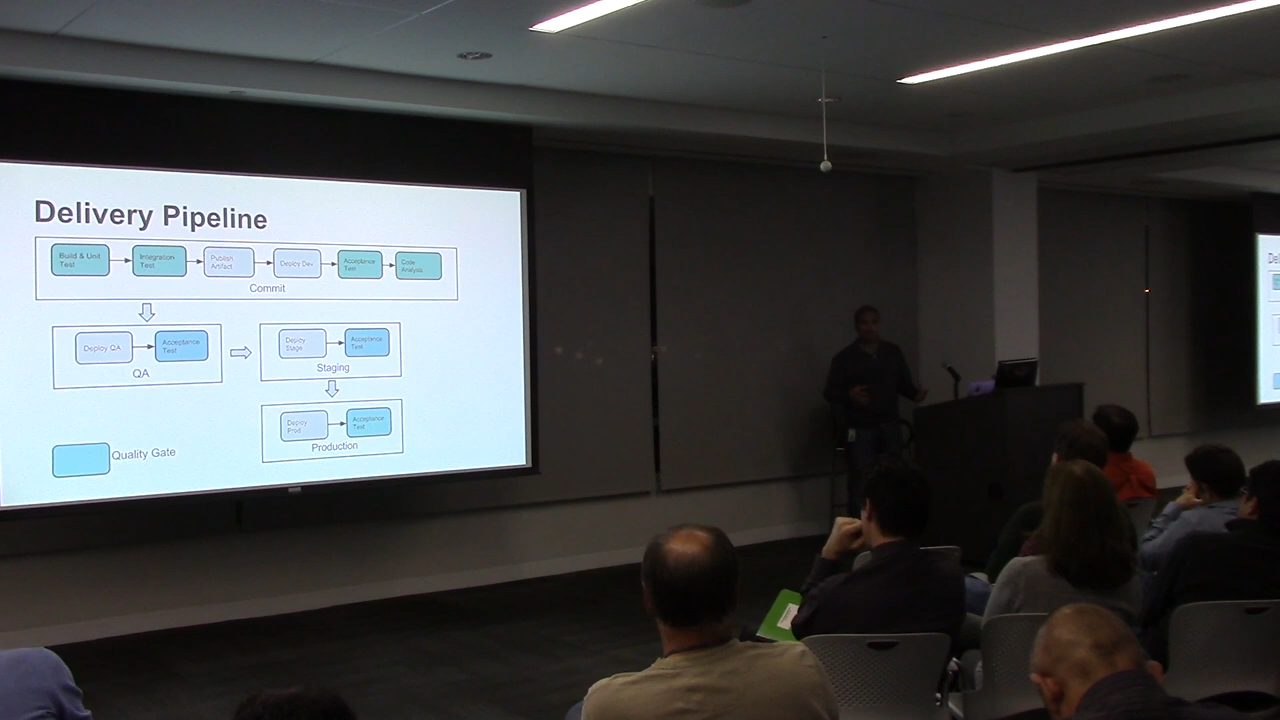 Delivery Pipeline
Build & Unit
Test
Integration
Test
Publish
Artifact
Deploy Dev
Acceptance
Test
Code
Analysis
Commit
Deploy QA
Acceptance
Test
QA
Deploy
Stage
Acceptance
Test
Staging
Deploy
Prod
Acceptance
Test
Production
Quality Gate